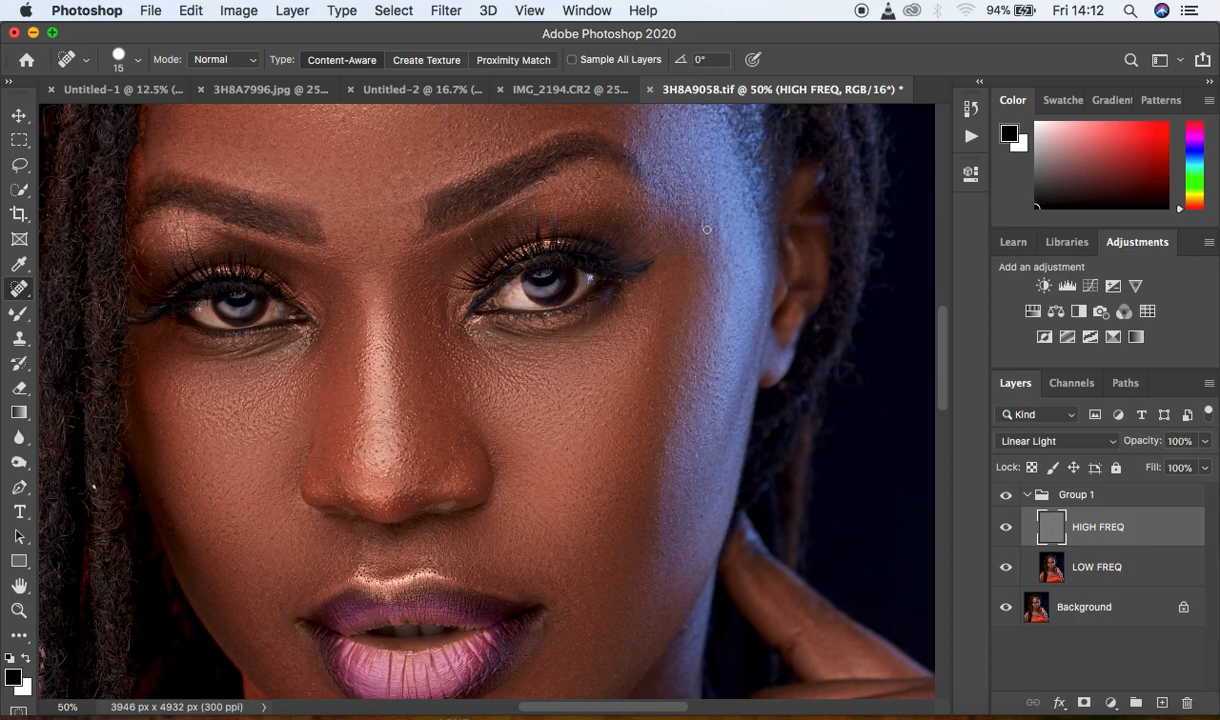 Photoshop File Edit Image Layer Type Select Filter 3D View Window Help 94% Fri 14:12
Adobe Photoshop 2020
15 Mode: Normal Type: Content-Aware Create Texture Proximity Match Sample All Layers 0°
Untitled-1 @ 12.5% (... 3H8A7996.jpg @ 25... Untitled-2 @ 16.7% (... IMG_2194.CR2 @ 25... 3H8A9058.tif @ 50% (HIGH FREQ, RGB/16*) *
Color Swatche Gradien Patterns
Learn Libraries Adjustments
Add an adjustment
Layers Channels Paths
Kind
Linear Light Opacity: 100%
Lock: Fill: 100%
Group 1
HIGH FREQ
LOW FREQ
Background
50% 3946 px x 4932 px (300 ppi)